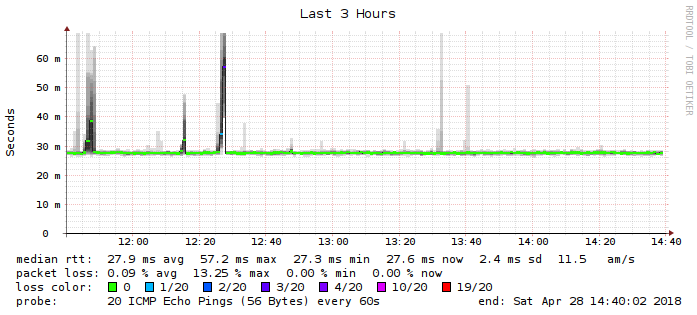 Last 3 Hours
RRDTOOL / TOBI OETIKER
Seconds
60 m
50 m
40 m
30 m
20 m
10 m
0
12:00 12:20 12:40 13:00 13:20 13:40 14:00 14:20 14:40
median rtt: 27.9 ms avg 57.2 ms max 27.3 ms min 27.6 ms now 2.4 ms sd 11.5 am/s
packet loss: 0.09 % avg 13.25 % max 0.00 % min 0.00 % now
loss color: 0 1/20 2/20 3/20 4/20 10/20 19/20
probe: 20 ICMP Echo Pings (56 Bytes) every 60s end: Sat Apr 28 14:40:02 2018